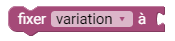 fixer variation à